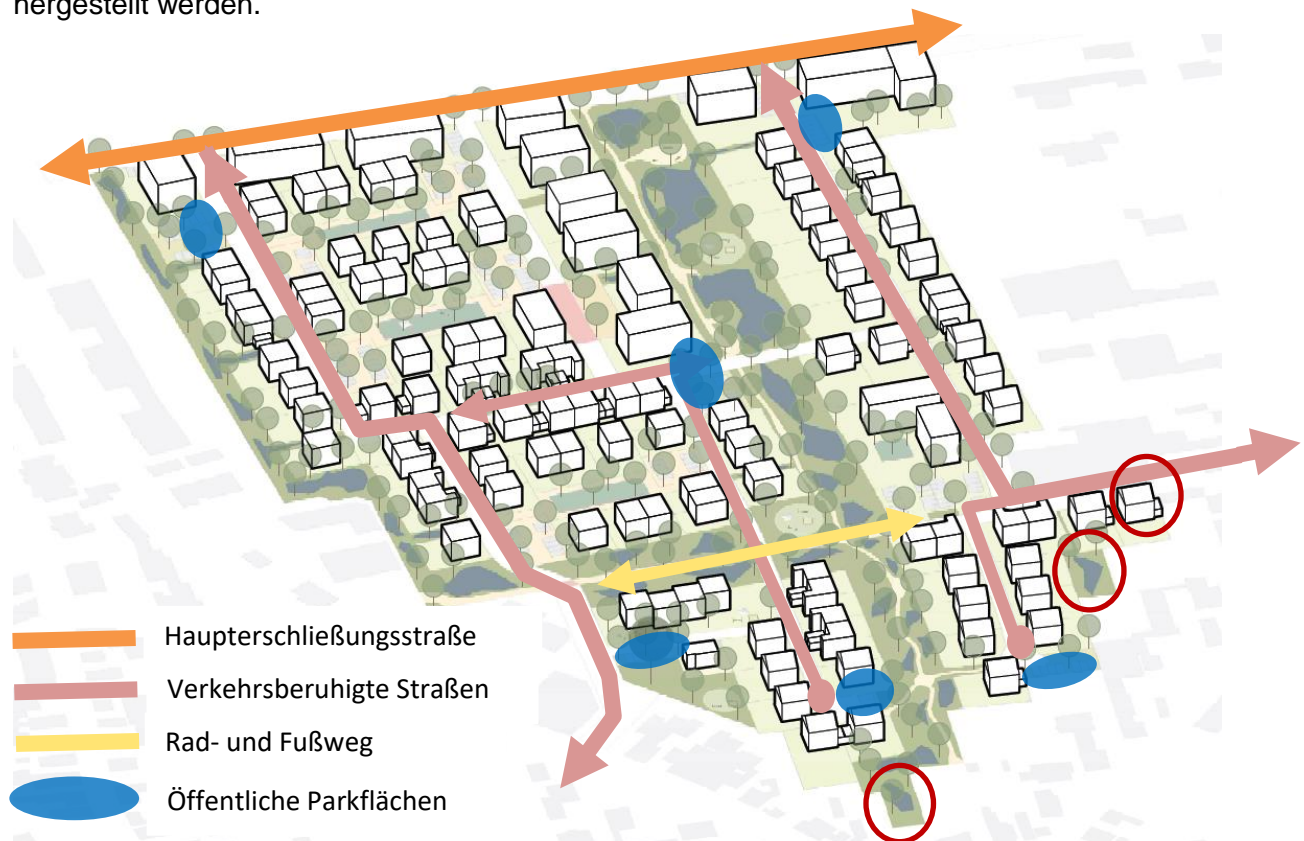 hergestellt werden.
Haupterschließungsstraße
Verkehrsberuhigte Straßen
Rad- und Fußweg
Öffentliche Parkflächen